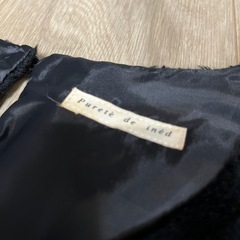 Pureté de inéd